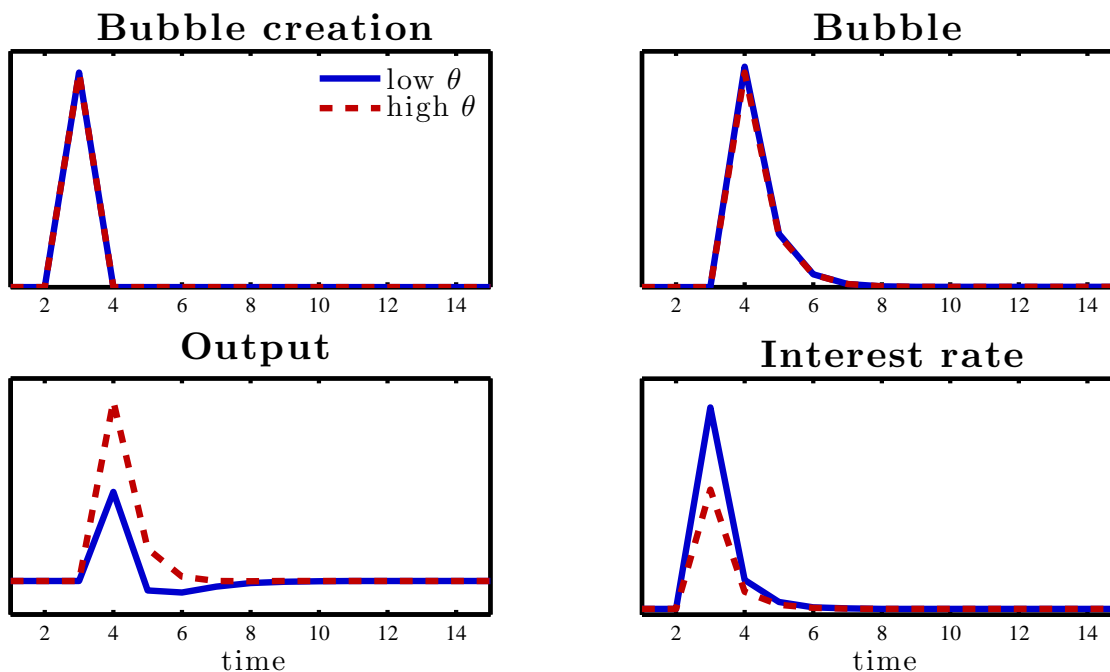 Bubble creation
low θ
high θ
2 4 6 8 10 12 14
Bubble
2 4 6 8 10 12 14
Output
2 4 6 8 10 12 14
time
Interest rate
2 4 6 8 10 12 14
time